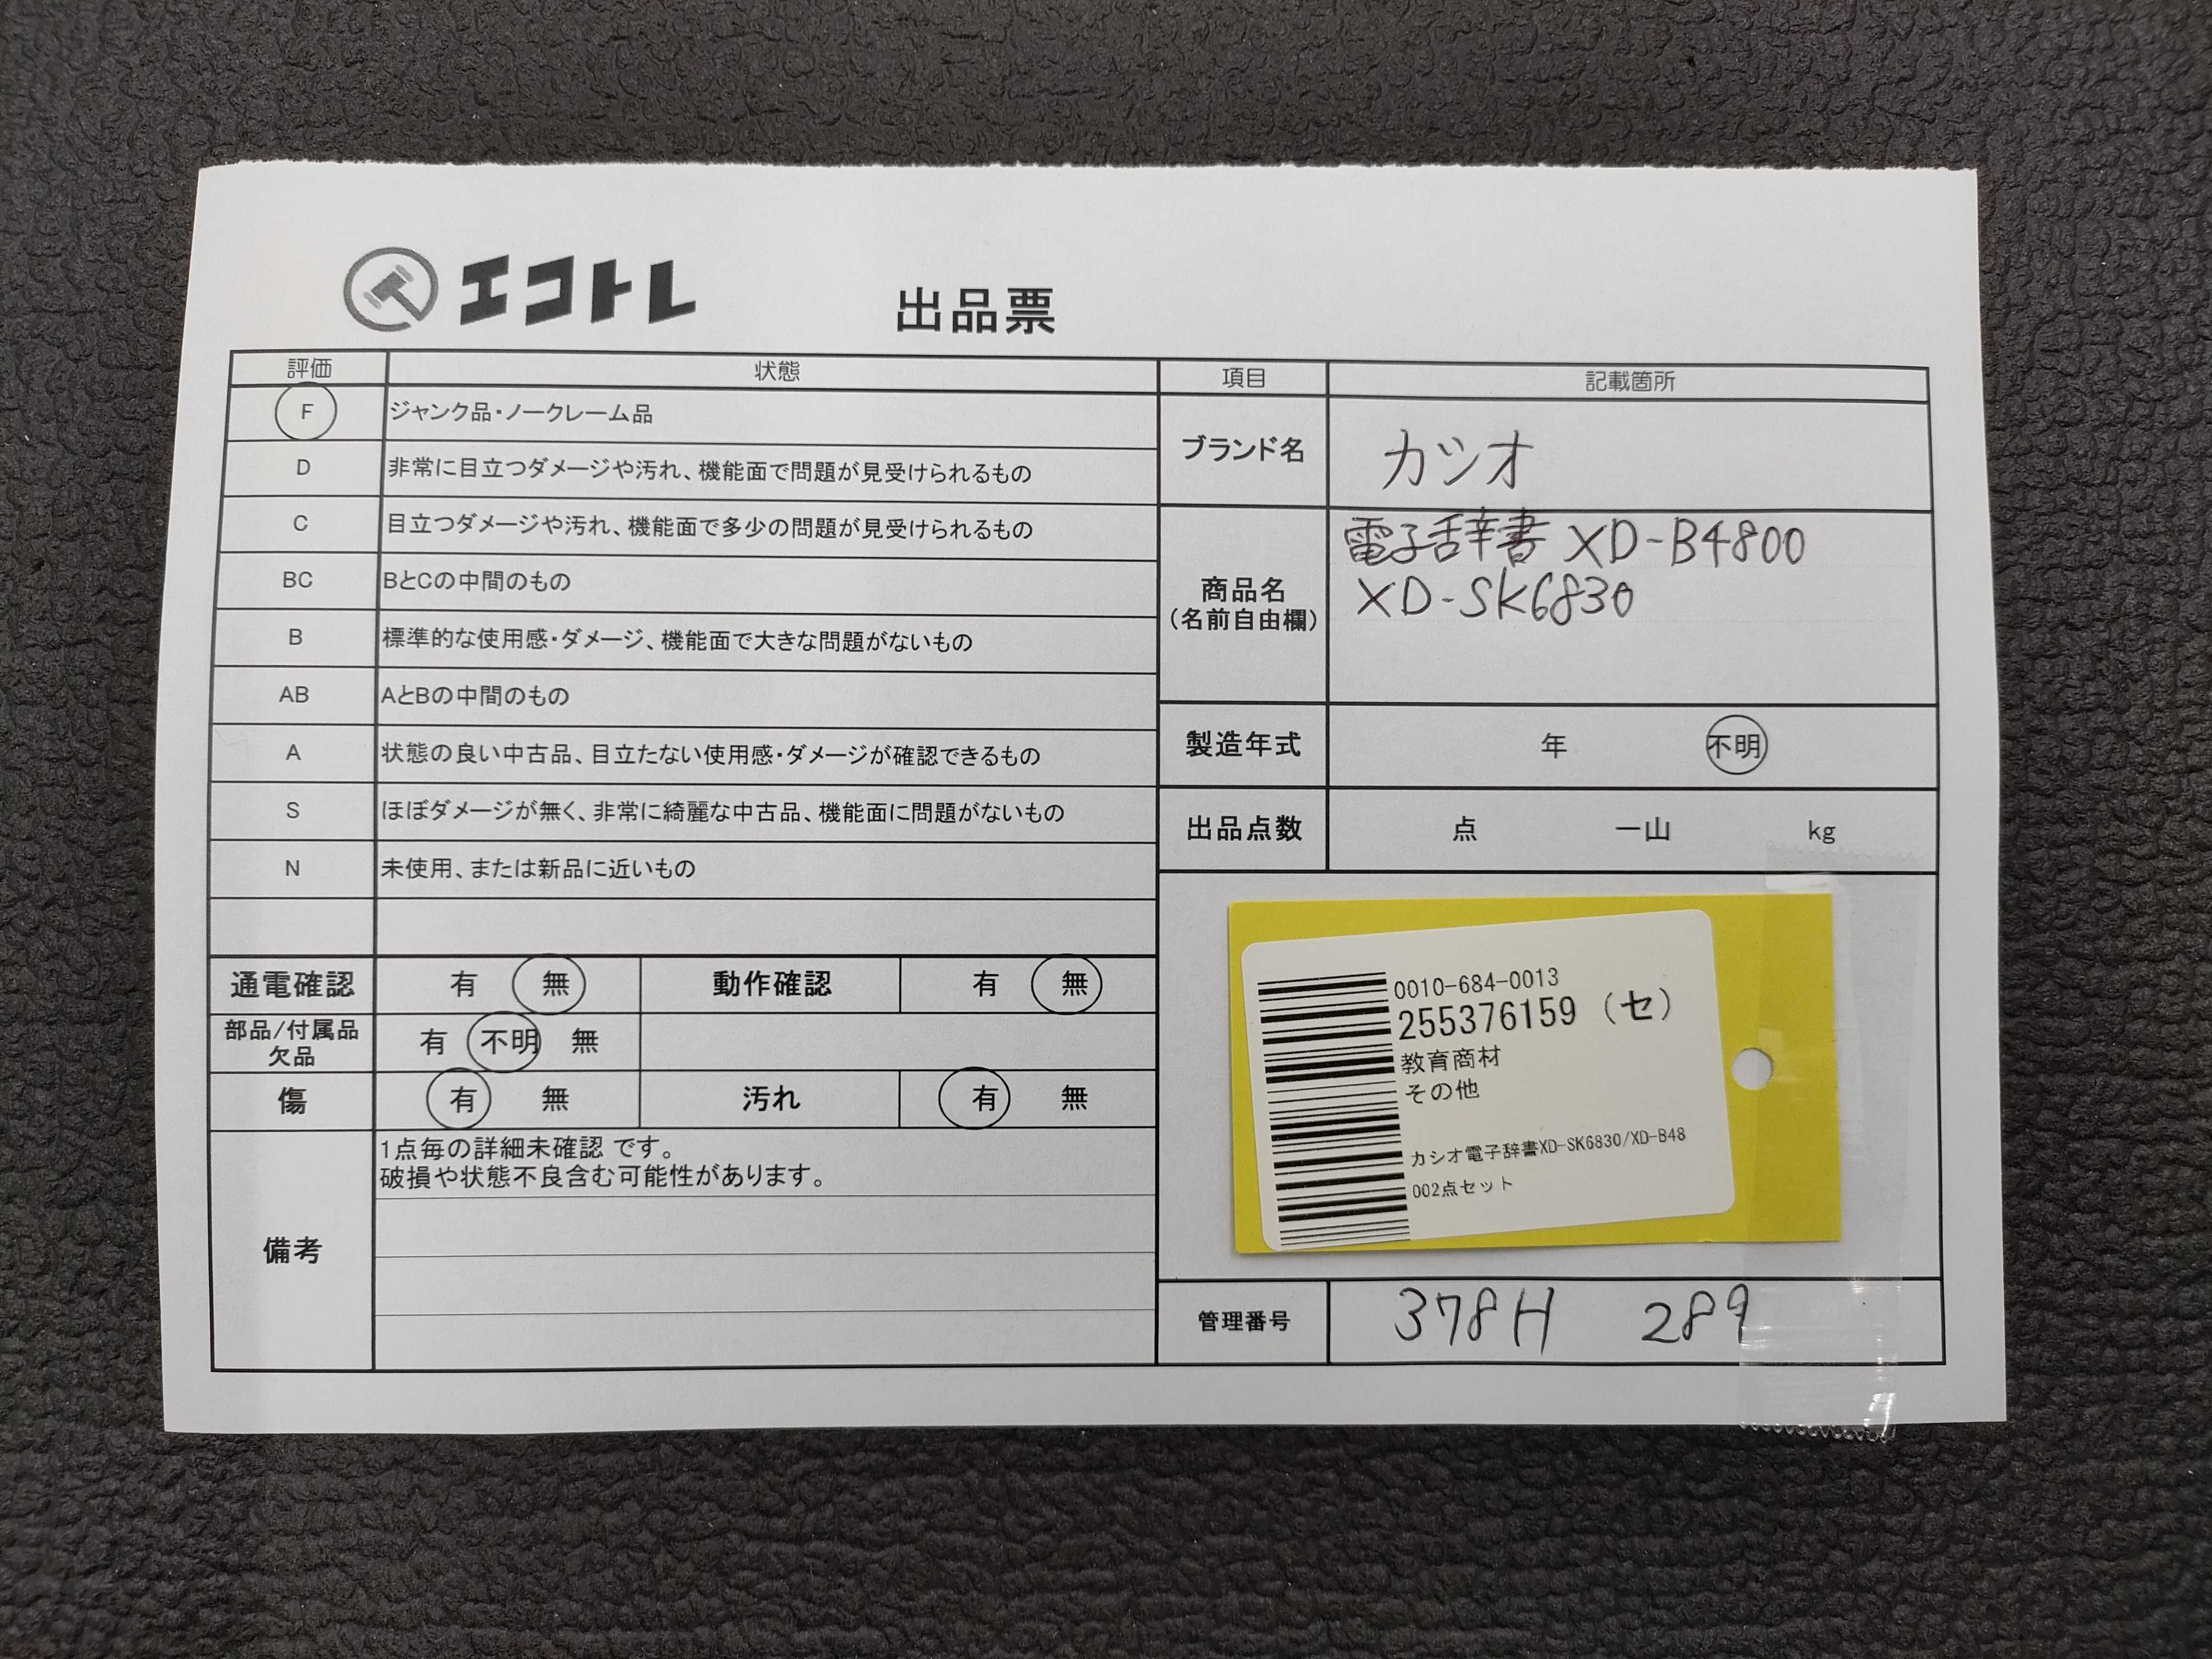 エコトレ
出品票
評価 状態
F ジャンク品・ノークレーム品
D 非常に目立つダメージや汚れ、機能面で問題が見受けられるもの
C 目立つダメージや汚れ、機能面で多少の問題が見受けられるもの
BC BとCの中間のもの
B 標準的な使用感・ダメージ、機能面で大きな問題がないもの
AB AとBの中間のもの
A 状態の良い中古品、目立たない使用感・ダメージが確認できるもの
S ほぼダメージが無く、非常に綺麗な中古品、機能面に問題がないもの
N 未使用、または新品に近いもの
通電確認 有 無 動作確認 有 無
部品/付属品
欠品
有 不明 無
傷 有 無 汚れ 有 無
備考
1点毎の詳細未確認 です。
破損や状態不良含む可能性があります。
項目 記載箇所
ブランド名 カシオ
商品名
(名前自由欄)
電子辞書 XD-B4800
XD-SK6830
製造年式 年 不明
出品点数 点 一山 kg
0010-684-0013
255376159 (セ)
教育商材
その他
カシオ電子辞書XD-SK6830/XD-B48
002点セット
管理番号 378H 289